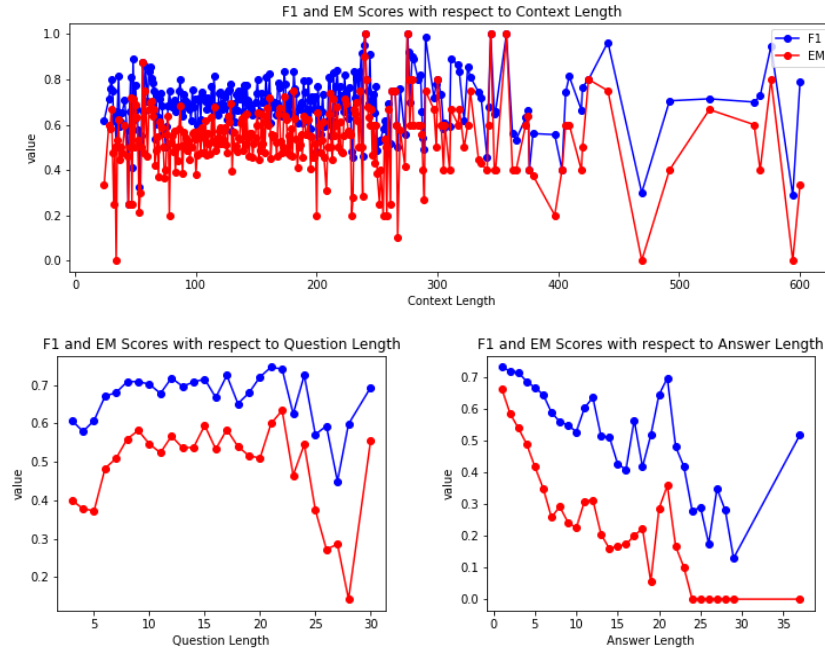 F1 and EM Scores with respect to Context Length
F1
EM
value
1.0
0.8
0.6
0.4
0.2
0.0
0 100 200 300 400 500 600
Context Length
F1 and EM Scores with respect to Question Length
value
0.7
0.6
0.5
0.4
0.3
0.2
5 10 15 20 25 30
Question Length
F1 and EM Scores with respect to Answer Length
value
0.7
0.6
0.5
0.4
0.3
0.2
0.1
0.0
0 5 10 15 20 25 30 35
Answer Length